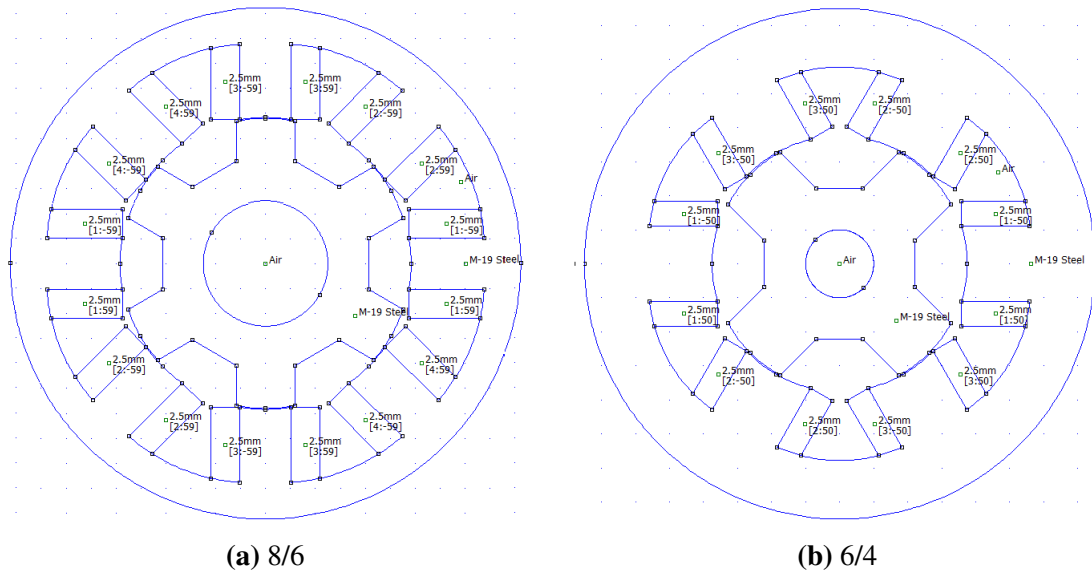 2.5mm
[3:-59]
2.5mm
[3:59]
2.5mm
[4:59]
2.5mm
[2:-59]
2.5mm
[4:-59]
2.5mm
[2:59]
Air
2.5mm
[1:-59]
2.5mm
[1:-59]
Air
M-19 Steel
2.5mm
[1:59]
2.5mm
[1:59]
M-19 Steel
2.5mm
[2:-59]
2.5mm
[4:59]
2.5mm
[2:59]
2.5mm
[4:-59]
2.5mm
[3:-59]
2.5mm
[3:59]
(a) 8/6
2.5mm
[3:50]
2.5mm
[2:-50]
2.5mm
[3:-50]
2.5mm
[2:50]
Air
2.5mm
[1:-50]
2.5mm
[1:-50]
Air
M-19 Steel
2.5mm
[1:50]
2.5mm
[1:50]
M-19 Steel
2.5mm
[2:-50]
2.5mm
[3:50]
2.5mm
[2:50]
2.5mm
[3:-50]
(b) 6/4